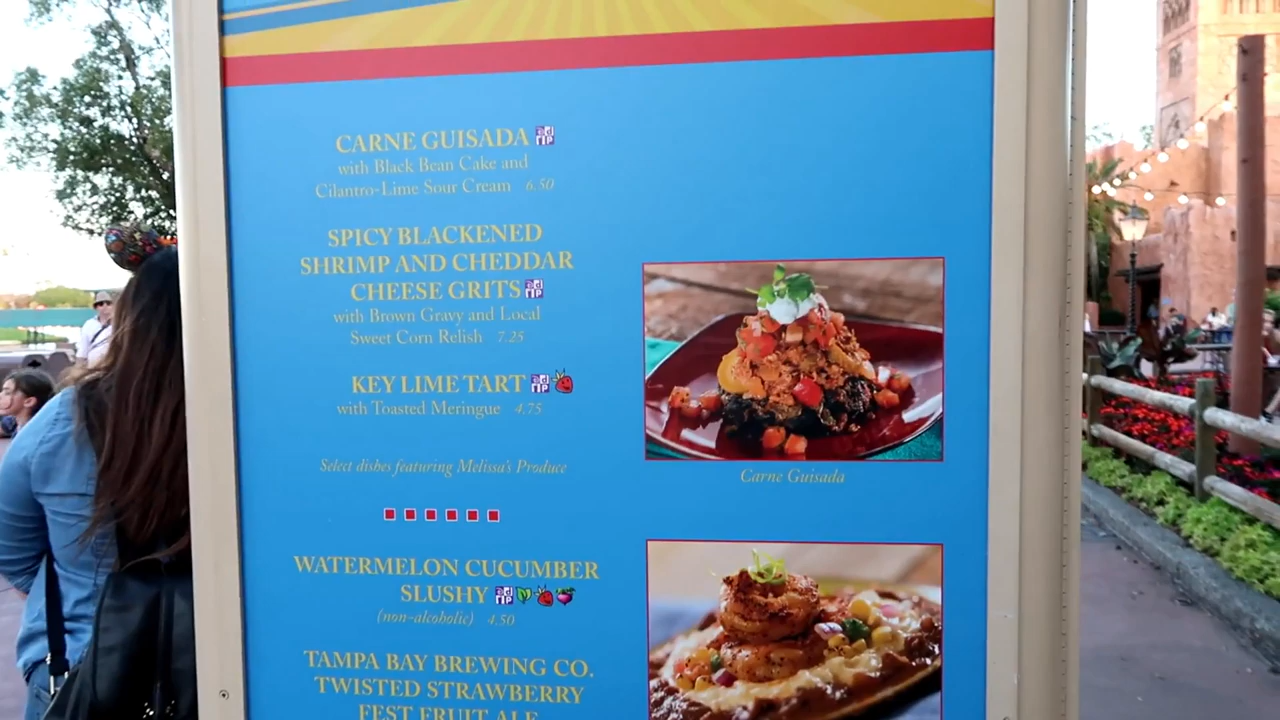 CARNE GUISADA
with Black Bean Cake and
Cilantro-Lime Sour Cream 6.50
SPICY BLACKENED
SHRIMP AND CHEDDAR
CHEESE GRITS
with Brown Gravy and Local
Sweet Corn Relish 7.25
KEY LIME TART
with Toasted Meringue 4.75
Select dishes featuring Melissa's Produce
WATERMELON CUCUMBER
SLUSHY
(non-alcoholic) 4.50
TAMPA BAY BREWING CO.
TWISTED STRAWBERRY
FEST FRUIT ALE
Carne Guisada